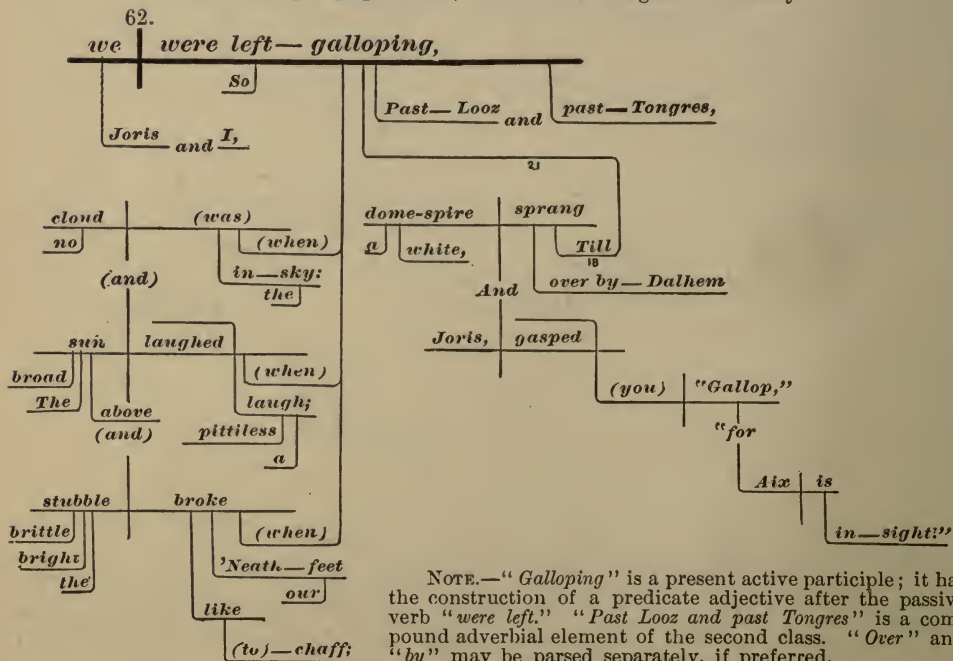 62.
we were left— galloping,
So
Past— Looz and past— Tongres,
Joris and I,
21
cloud (was)
no (when)
in—sky:
the
(and)
dome-spire sprang
a white, Till
18
over by— Dalhem
And
sun laughed
broad (when)
The laugh;
above pittiless
(and) a
Joris, gasped
(you) "Gallop,"
"for
Aix is
in—sight!"
stubble broke
brittle (when)
bright 'Neath—feet
the our
like
(to)—chaff;
NOTE.—" Galloping" is a present active participle; it ha
the construction of a predicate adjective after the passiv
verb "were left." "Past Looz and past Tongres" is a com
pound adverbial element of the second class. "Over" an
"by" may be parsed separately, if preferred.